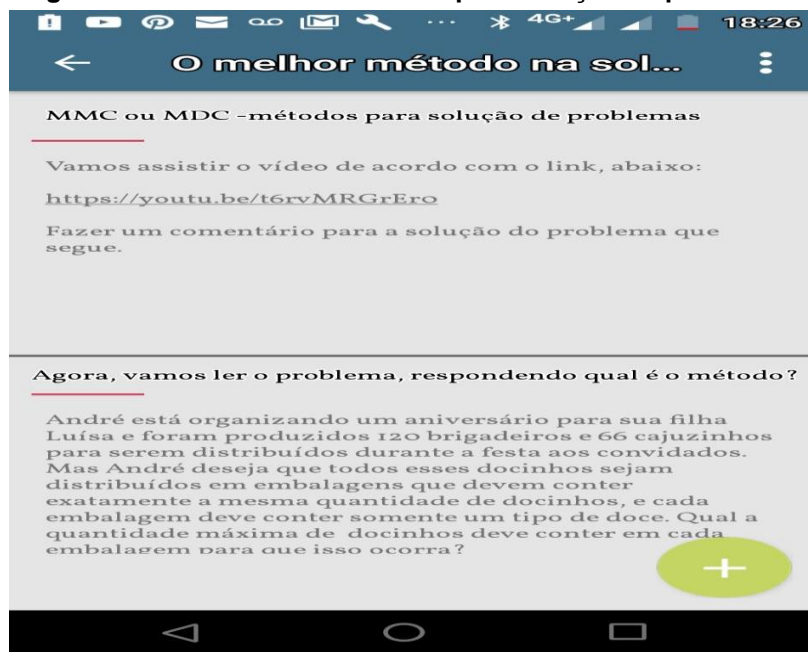 4G+ 18:26
O melhor método na sol...
MMC ou MDC -métodos para solução de problemas
Vamos assistir o vídeo de acordo com o link, abaixo:
https://youtu.be/t6rvMRGrEro
Fazer um comentário para a solução do problema que
segue.
Agora, vamos ler o problema, respondendo qual é o método?
André está organizando um aniversário para sua filha
Luísa e foram produzidos 120 brigadeiros e 66 cajuzinhos
para serem distribuídos durante a festa aos convidados.
Mas André deseja que todos esses docinhos sejam
distribuídos em embalagens que devem conter
exatamente a mesma quantidade de docinhos, e cada
embalagem deve conter somente um tipo de doce. Qual a
quantidade máxima de docinhos deve conter em cada
embalagem para que isso ocorra?